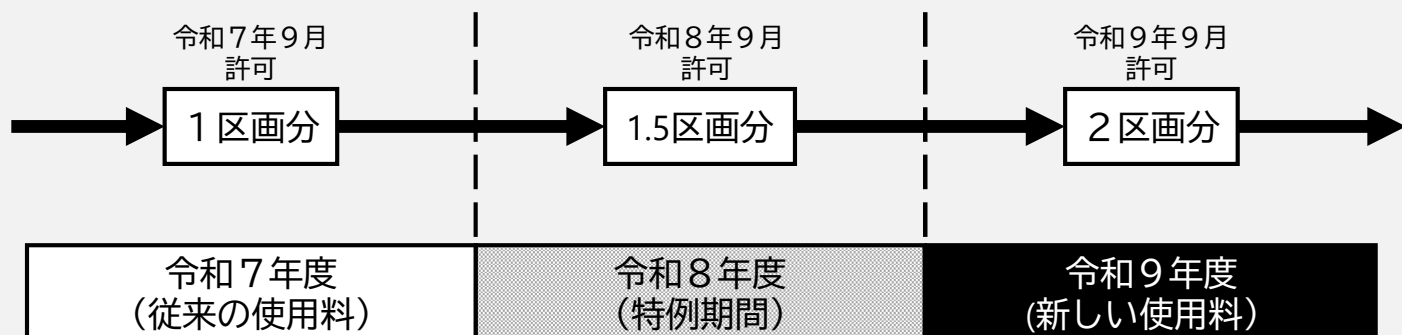 令和７年９月
許可
１区画分
令和８年９月
許可
1.5区画分
令和９年９月
許可
２区画分
令和７年度
（従来の使用料）
令和８年度
（特例期間）
令和９年度
(新しい使用料）